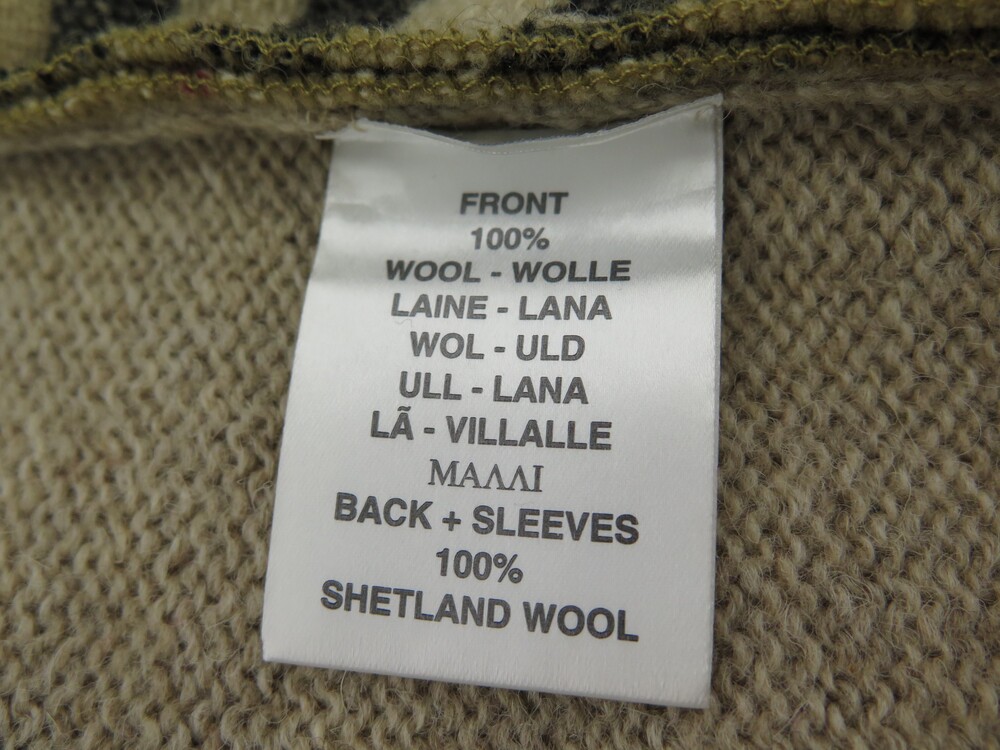 FRONT
100%
WOOL - WOLLE
LAINE - LANA
WOL - ULD
ULL - LANA
LÃ - VILLALLE
ΜΑΛΛΙ
BACK + SLEEVES
100%
SHETLAND WOOL